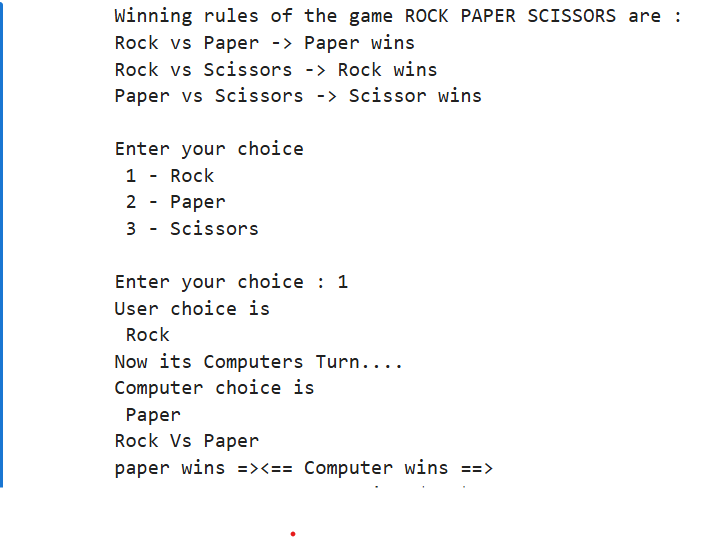 Winning rules of the game ROCK PAPER SCISSORS are :
Rock vs Paper -> Paper wins
Rock vs Scissors -> Rock wins
Paper vs Scissors -> Scissor wins
Enter your choice
1 - Rock
2 - Paper
3 - Scissors
Enter your choice : 1
User choice is
Rock
Now its Computers Turn....
Computer choice is
Paper
Rock Vs Paper
paper wins =><== Computer wins ==>